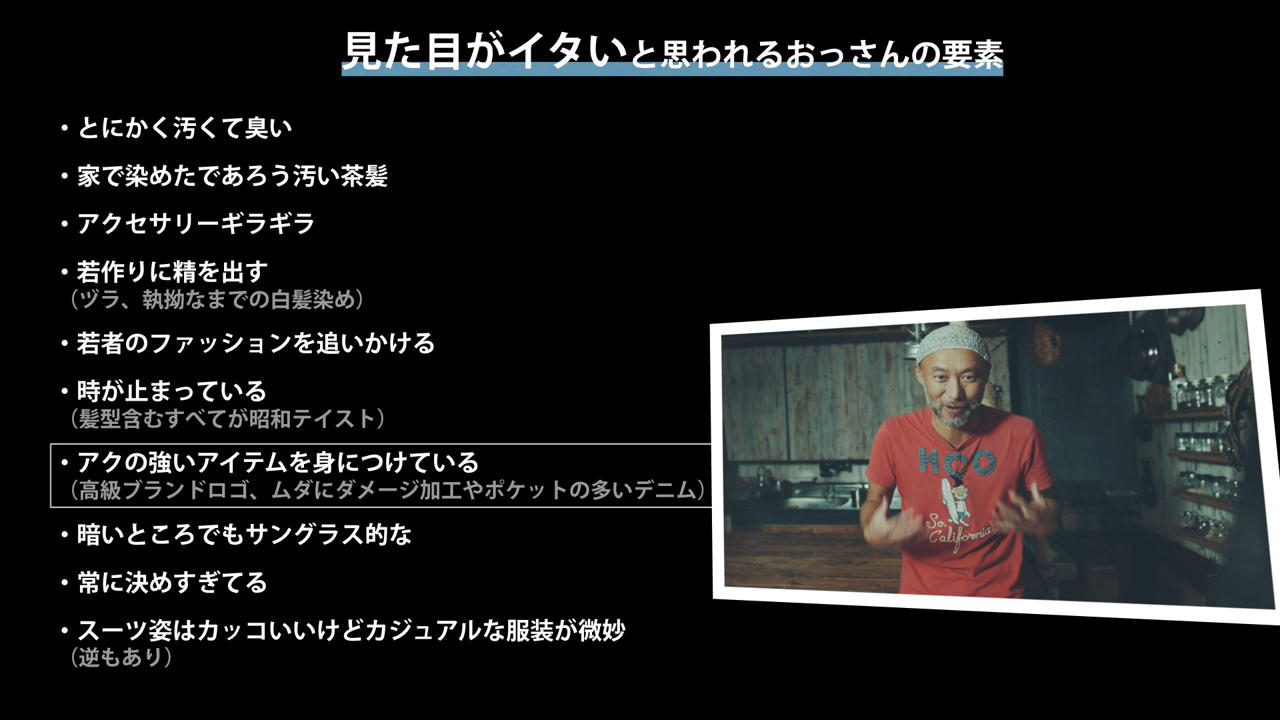 見た目がイタいと思われるおっさんの要素
・とにかく汚くて臭い
・家で染めたであろう汚い茶髪
・アクセサリーギラギラ
・若作りに精を出す
（ヅラ、執拗なまでの白髪染め）
・若者のファッションを追いかける
・時が止まっている
（髪型含むすべてが昭和テイスト）
・アクの強いアイテムを身につけている
（高級ブランドロゴ、ムダにダメージ加工やポケットの多いデニム）
・暗いところでもサングラス的な
・常に決めすぎてる
・スーツ姿はカッコいいけどカジュアルな服装が微妙
（逆もあり）
HCO
So.
California